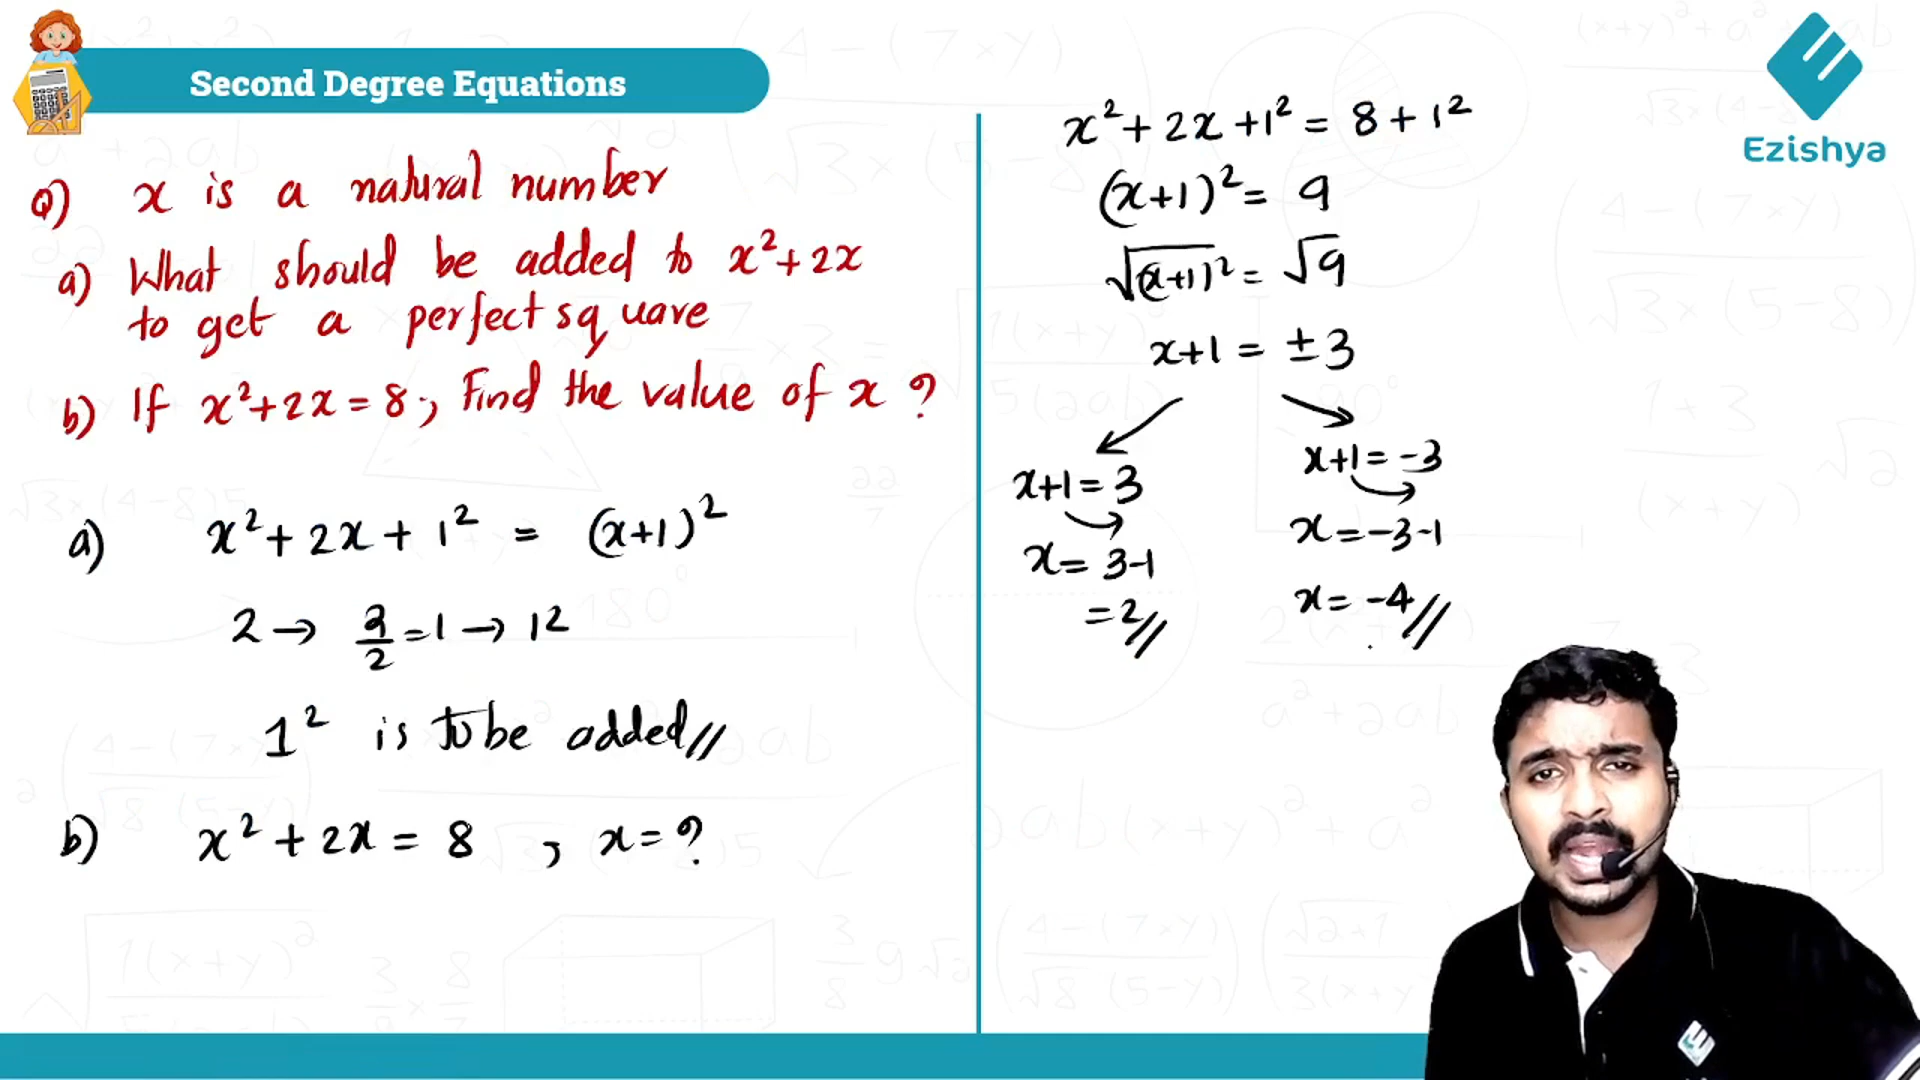 Second Degree Equations
Ezishya
Q) x is a natural number
a) What should be added to x²+2x
to get a perfect square
b) If x²+2x=8, Find the value of x ?
a) x²+2x+1² = (x+1)²
2→ 2/2=1→1²
1² is to be added//
b) x²+2x = 8 , x=?
x²+2x+1² = 8+1²
(x+1)² = 9
√(x+1)² = √9
x+1 = ±3
x+1=3
x= 3-1
=2//
x+1=-3
x=-3-1
x=-4//